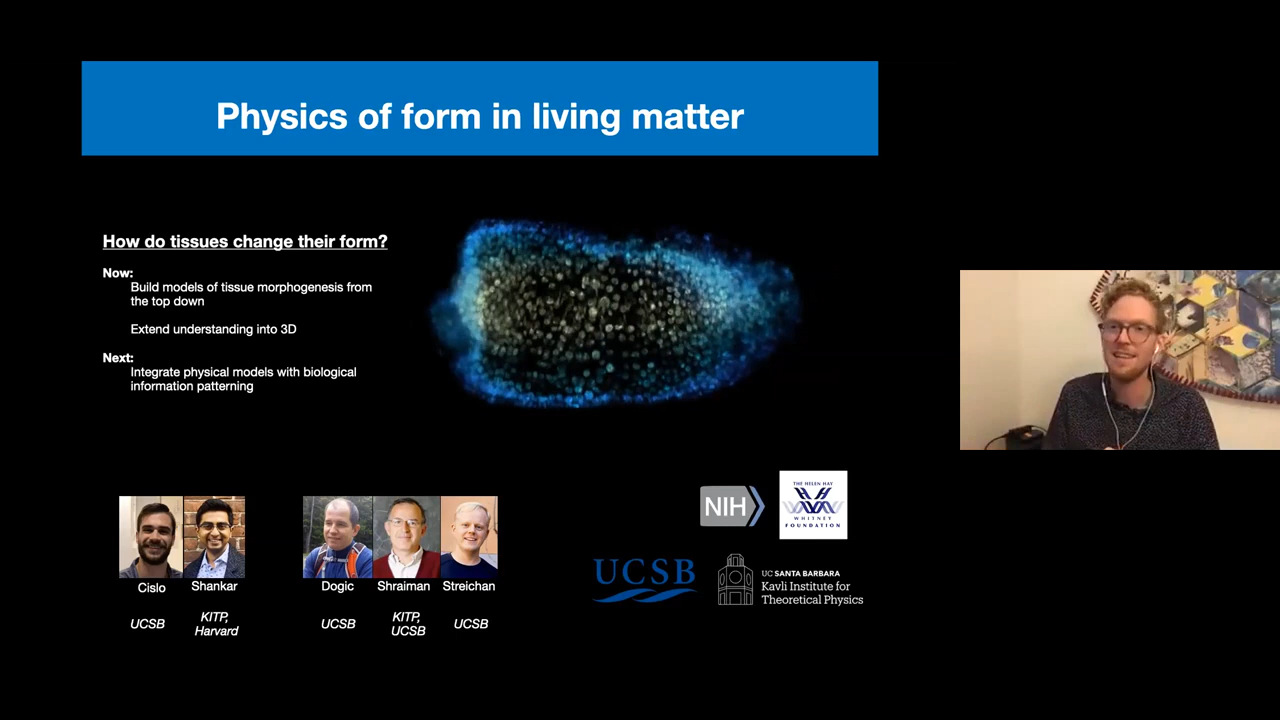 Physics of form in living matter
How do tissues change their form?
Now:
Build models of tissue morphogenesis from
the top down
Extend understanding into 3D
Next:
Integrate physical models with biological
information patterning
NIH
THE HELEN HAY
WHITNEY
FOUNDATION
UCSB
UC SANTA BARBARA
Kavli Institute for
Theoretical Physics
Cislo
Shankar
Dogic
Shraiman
Streichan
UCSB
KITP,
Harvard
UCSB
KITP,
UCSB
UCSB